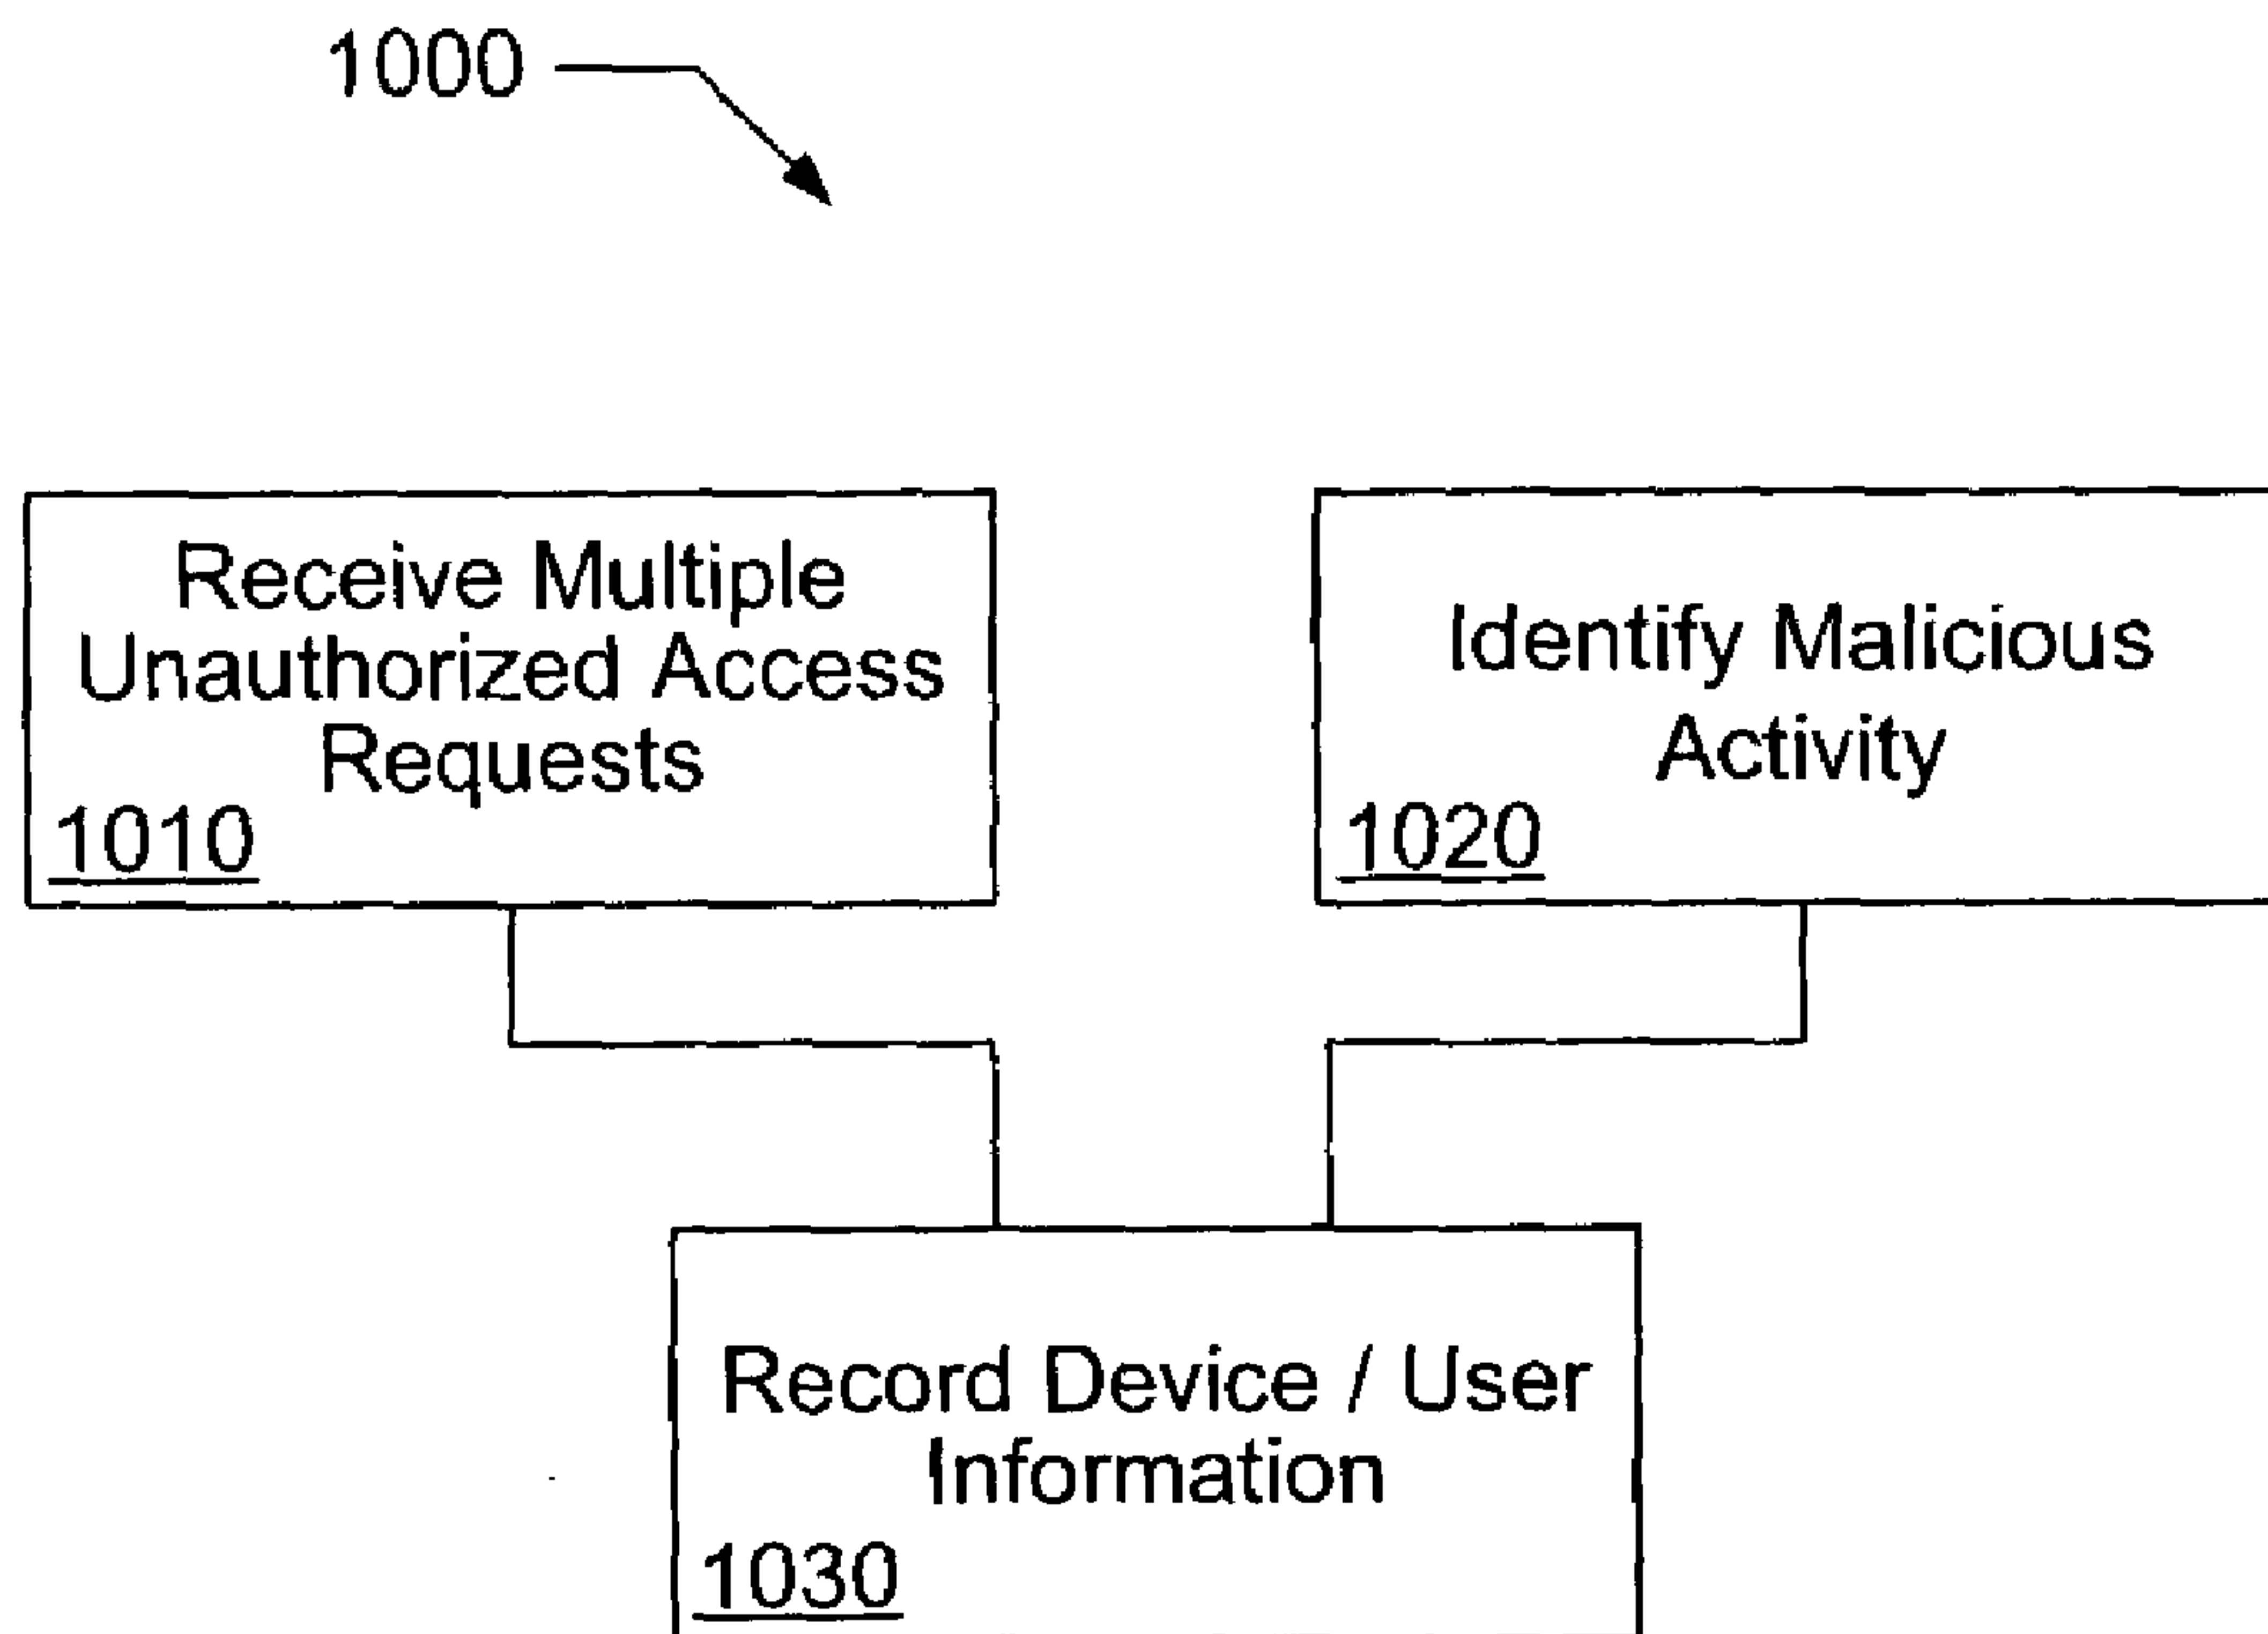 1000
Receive Multiple
Unauthorized Access
Requests
1010
Identify Malicious
Activity
1020
Record Device / User
Information
1030